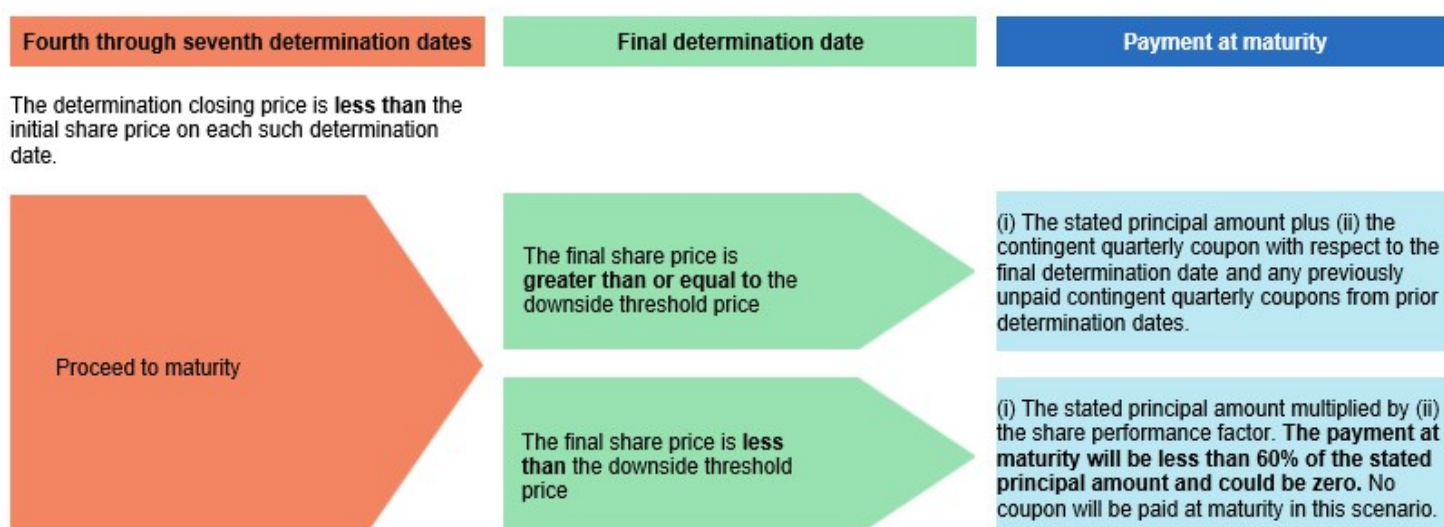 Fourth through seventh determination dates
Final determination date
Payment at maturity
The determination closing price is less than the
initial share price on each such determination
date.
Proceed to maturity
The final share price is
greater than or equal to the
downside threshold price
(i) The stated principal amount plus (ii) the
contingent quarterly coupon with respect to the
final determination date and any previously
unpaid contingent quarterly coupons from prior
determination dates.
The final share price is less
than the downside threshold
price
(i) The stated principal amount multiplied by (ii)
the share performance factor. The payment at
maturity will be less than 60% of the stated
principal amount and could be zero. No
coupon will be paid at maturity in this scenario.